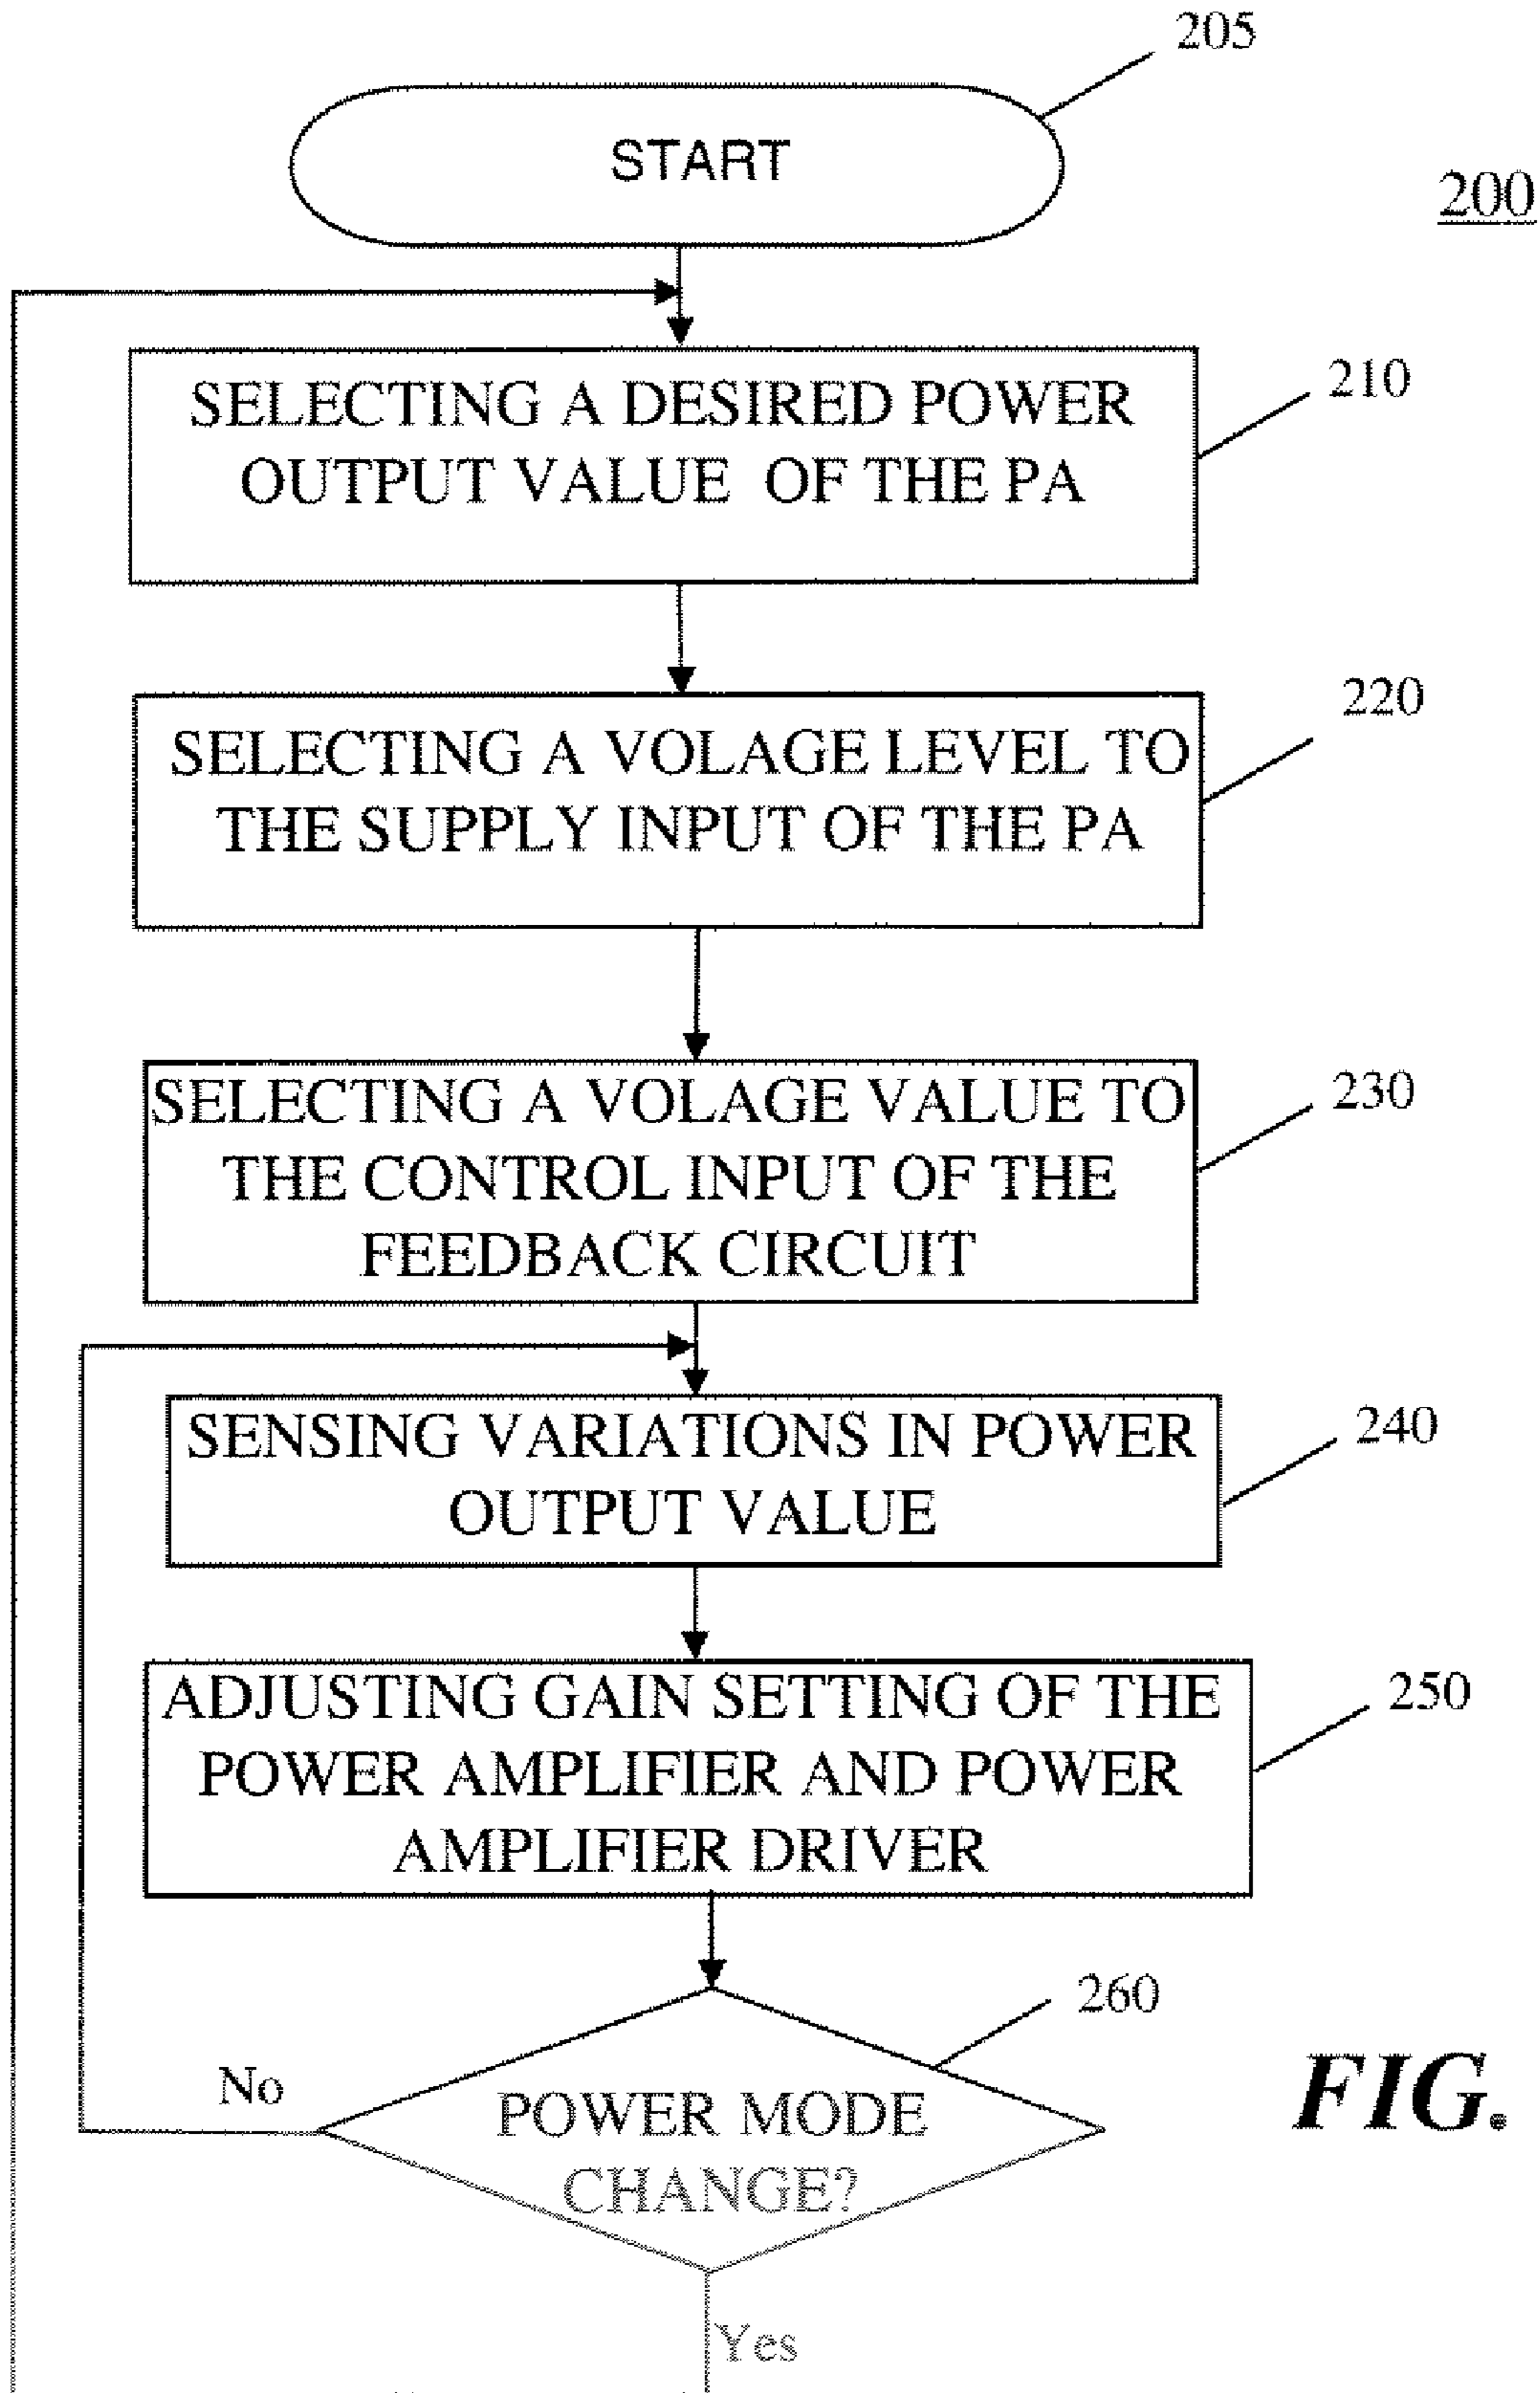 205
START
200
SELECTING A DESIRED POWER
OUTPUT VALUE OF THE PA
210
SELECTING A VOLAGE LEVEL TO
THE SUPPLY INPUT OF THE PA
220
SELECTING A VOLAGE VALUE TO
THE CONTROL INPUT OF THE
FEEDBACK CIRCUIT
230
SENSING VARIATIONS IN POWER
OUTPUT VALUE
240
ADJUSTING GAIN SETTING OF THE
POWER AMPLIFIER AND POWER
AMPLIFIER DRIVER
250
260
No
POWER MODE
CHANGE?
FIG.
Yes